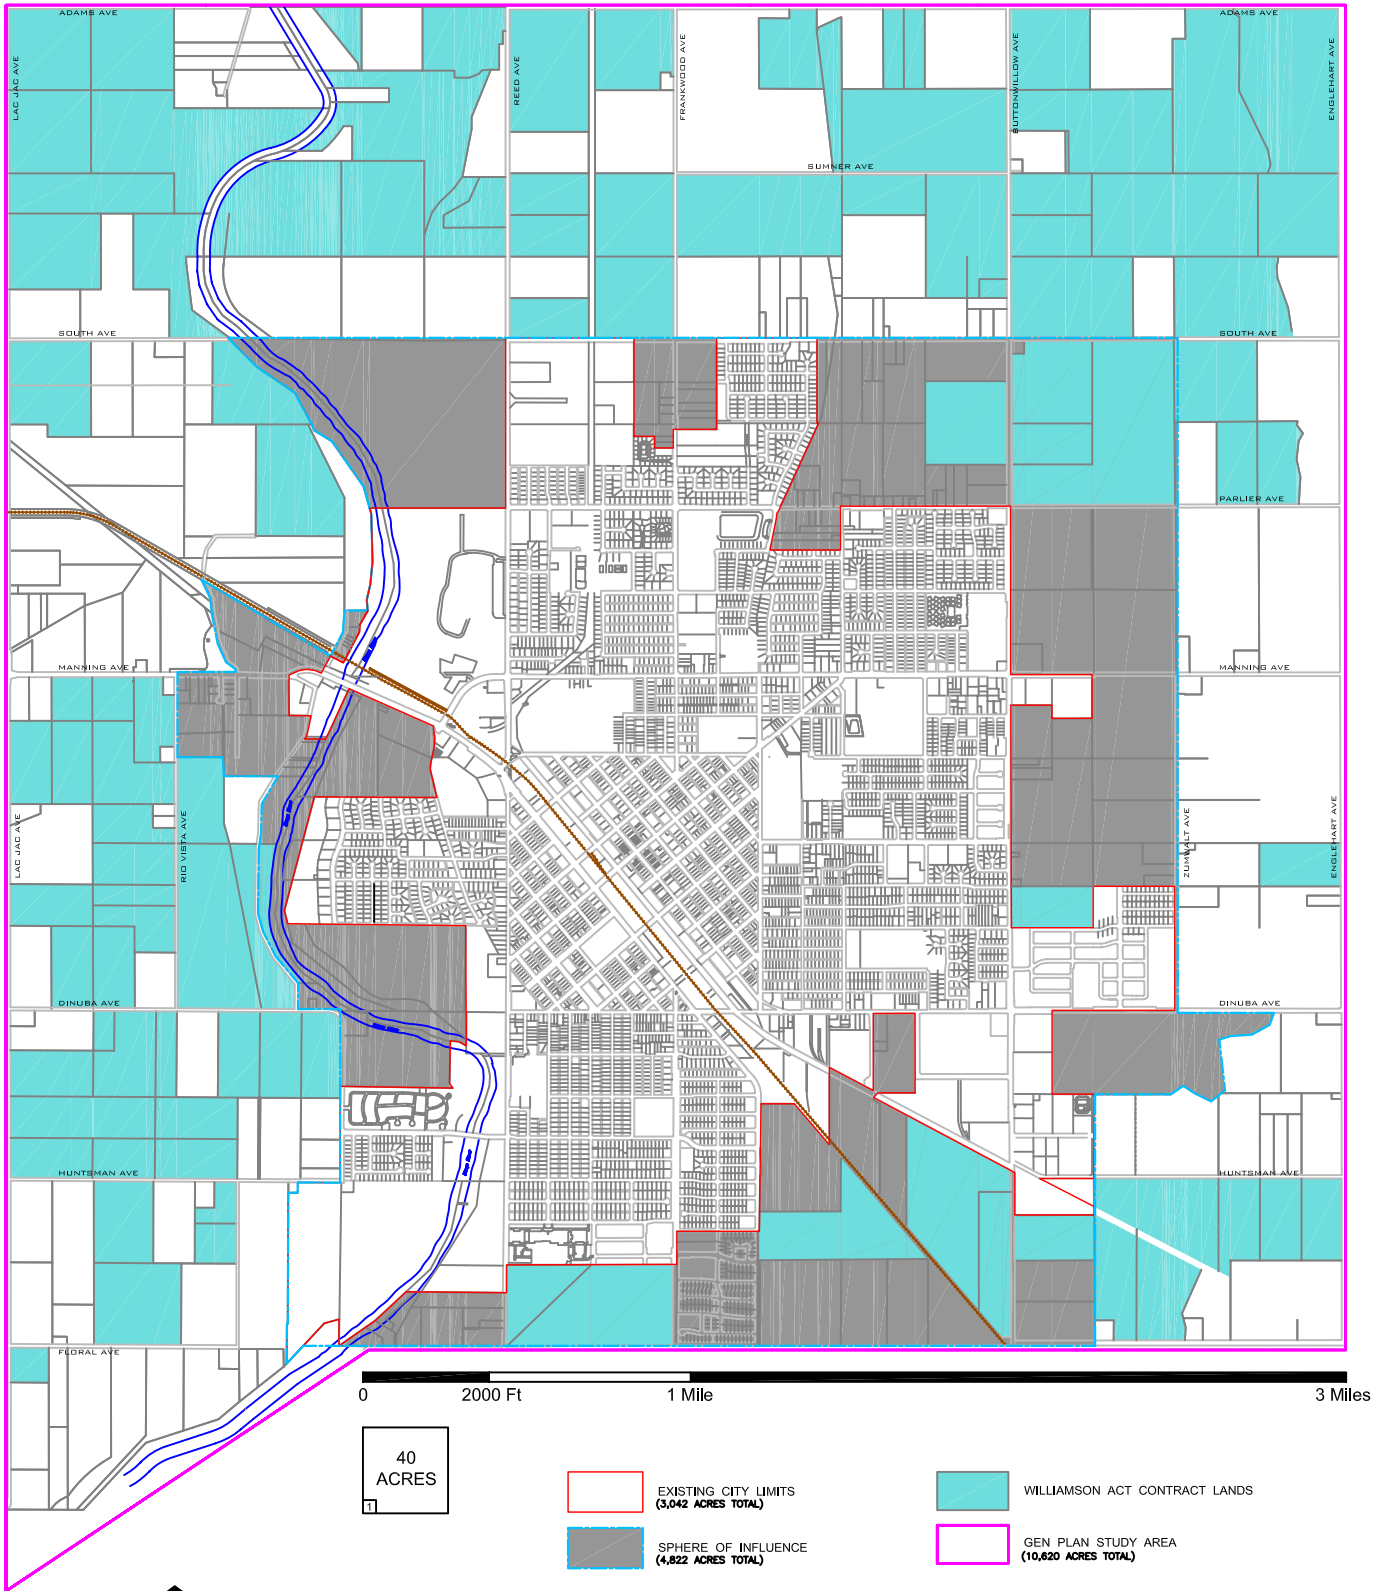 ADAMS AVE
ADAMS AVE
LAC JAC AVE
REED AVE
FRANKWOOD AVE
BUTTONWILLOW AVE
ENGLEHART AVE
SUMNER AVE
SOUTH AVE
SOUTH AVE
PARLIER AVE
MANNING AVE
MANNING AVE
LAC JAC AVE
RIO VISTA AVE
ZUMWALT AVE
ENGLEHART AVE
DINUBA AVE
DINUBA AVE
HUNTSMAN AVE
HUNTSMAN AVE
FLORAL AVE
0
2000 Ft
1 Mile
3 Miles
40
ACRES
1
EXISTING CITY LIMITS
(3,042 ACRES TOTAL)
SPHERE OF INFLUENCE
(4,822 ACRES TOTAL)
WILLIAMSON ACT CONTRACT LANDS
GEN PLAN STUDY AREA
(10,620 ACRES TOTAL)